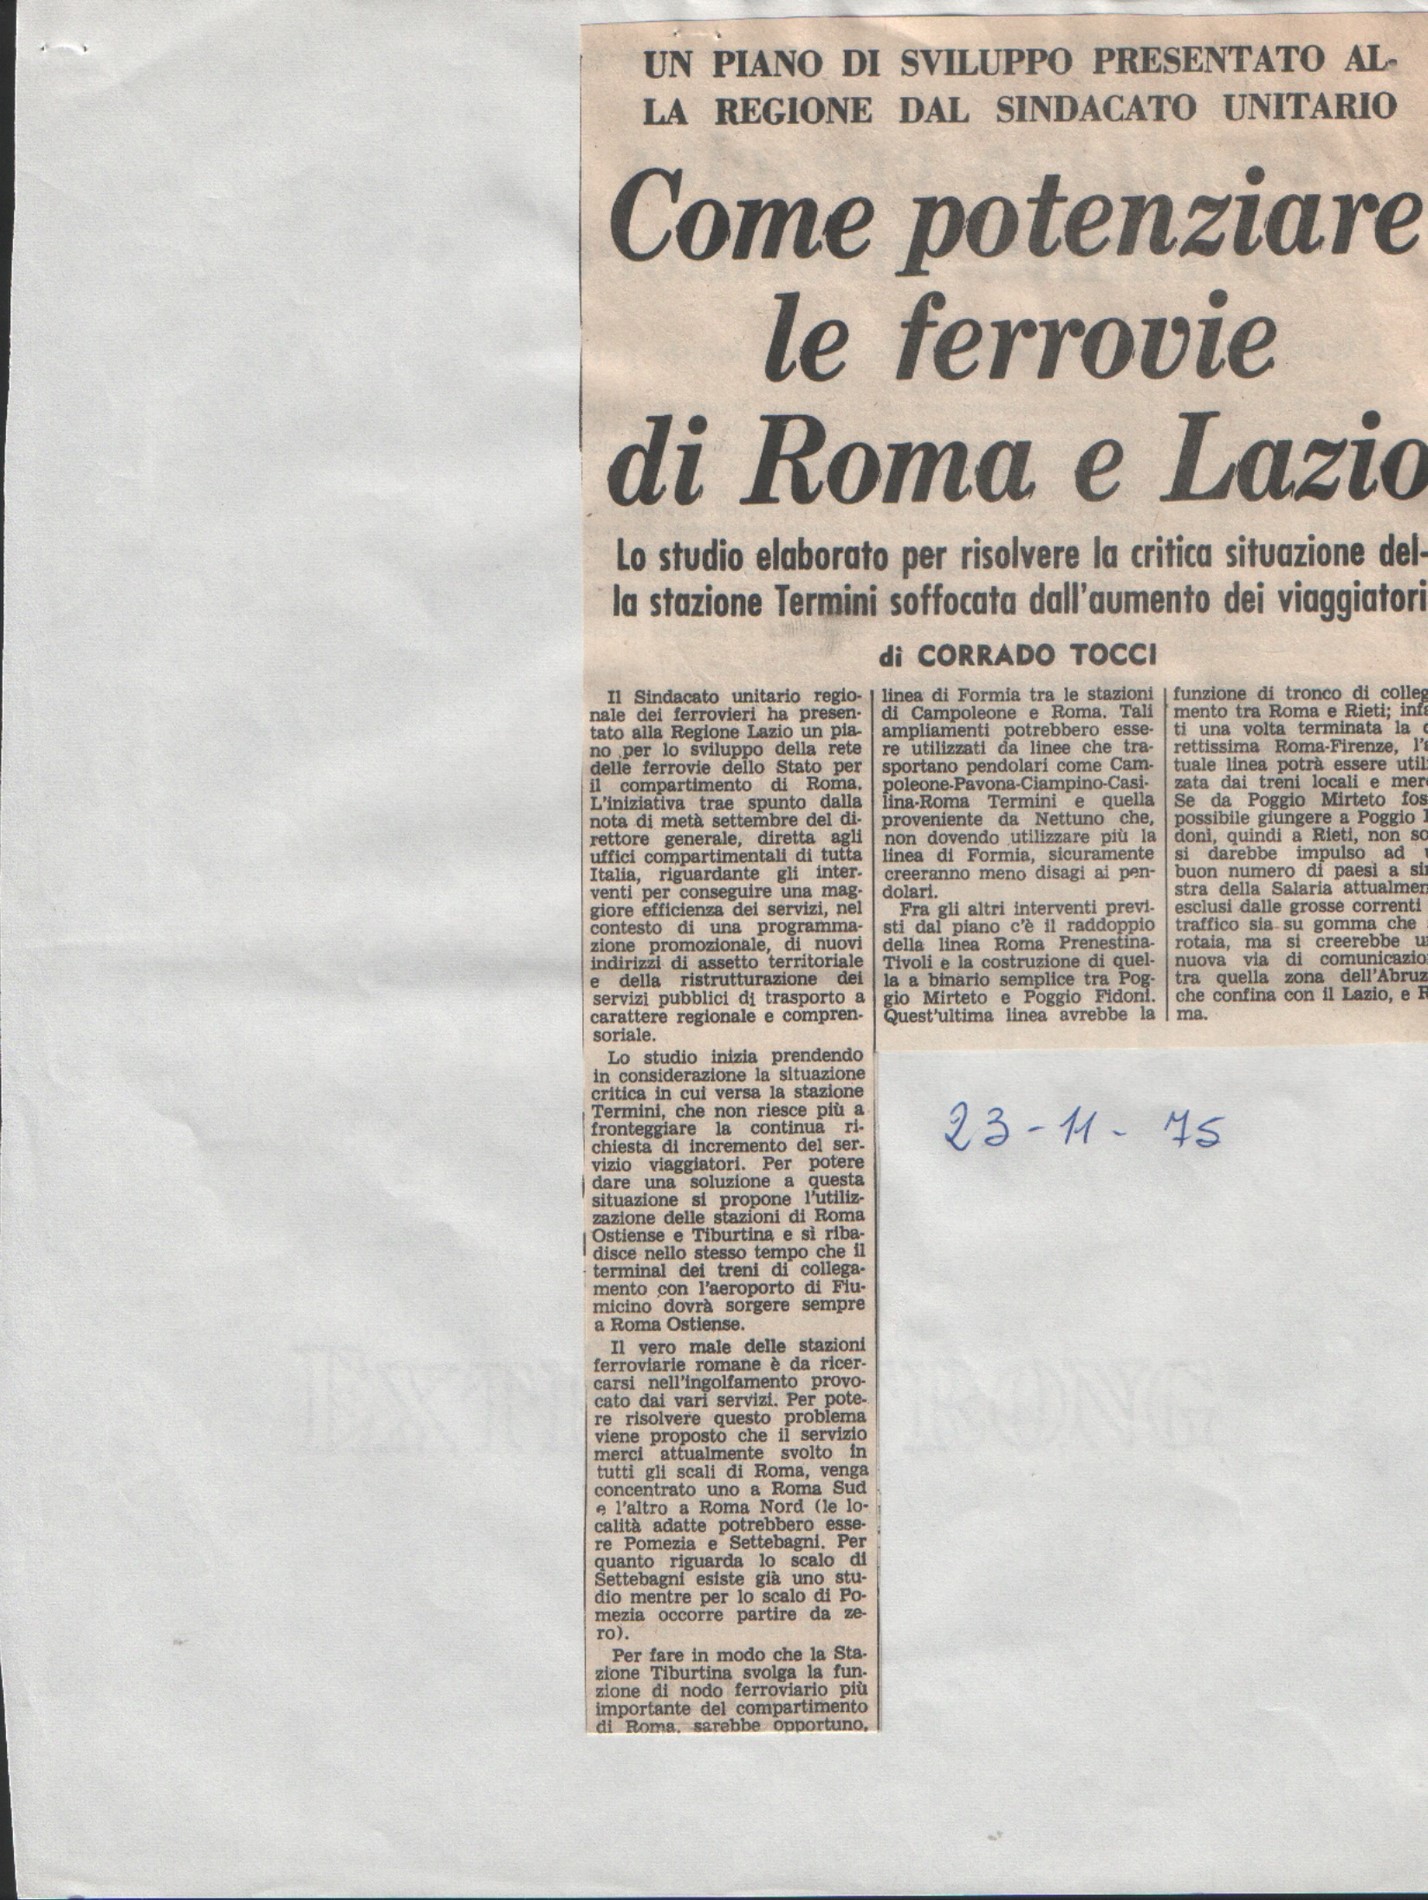 UN PIANO DI SVILUPPO PRESENTATO AL-
LA REGIONE DAL SINDACATO UNITARIO
Come potenziare
le ferrovie
di Roma e Lazio
Lo studio elaborato per risolvere la critica situazione del-
la stazione Termini soffocata dall'aumento dei viaggiatori
di CORRADO TOCCI
Il Sindacato unitario regio-
nale dei ferrovieri ha presen-
tato alla Regione Lazio un pia-
no per lo sviluppo della rete
delle ferrovie dello Stato per
il compartimento di Roma.
L'iniziativa trae spunto dalla
nota di metà settembre del di-
rettore generale, diretta agli
uffici compartimentali di tutta
Italia, riguardante gli inter-
venti per conseguire una mag-
giore efficienza dei servizi, nel
contesto di una programma-
zione promozionale, di nuovi
indirizzi di assetto territoriale
e della ristrutturazione dei
servizi pubblici di trasporto a
carattere regionale e compren-
soriale.
Lo studio inizia prendendo
in considerazione la situazione
critica in cui versa la stazione
Termini, che non riesce più a
fronteggiare la continua ri-
chiesta di incremento del ser-
vizio viaggiatori. Per potere
dare una soluzione a questa
situazione si propone l'utiliz-
zazione delle stazioni di Roma
Ostiense e Tiburtina e si riba-
disce nello stesso tempo che il
terminal dei treni di collega-
mento con l'aeroporto di Fiu-
micino dovrà sorgere sempre
a Roma Ostiense.
Il vero male delle stazioni
ferroviarie romane è da ricer-
carsi nell'ingolfamento provo-
cato dai vari servizi. Per pote-
re risolvere questo problema
viene proposto che il servizio
merci attualmente svolto in
tutti gli scali di Roma, venga
concentrato uno a Roma Sud
e l'altro a Roma Nord (le lo-
calità adatte potrebbero esse-
re Pomezia e Settebagni. Per
quanto riguarda lo scalo di
Settebagni esiste già uno stu-
dio mentre per lo scalo di Po-
mezia occorre partire da ze-
ro).
Per fare in modo che la Sta-
zione Tiburtina svolga la fun-
zione di nodo ferroviario più
importante del compartimento
di Roma, sarebbe opportuno,
linea di Formia tra le stazioni
di Campoleone e Roma. Tali
ampliamenti potrebbero esse-
re utilizzati da linee che tra-
sportano pendolari come Cam-
poleone-Pavona-Ciampino-Casi-
lina-Roma Termini e quella
proveniente da Nettuno che,
non dovendo utilizzare più la
linea di Formia, sicuramente
creeranno meno disagi ai pen-
dolari.
Fra gli altri interventi previ-
sti dal piano c'è il raddoppio
della linea Roma Prenestina-
Tivoli e la costruzione di quel-
la a binario semplice tra Pog-
gio Mirteto e Poggio Fidoni.
Quest'ultima linea avrebbe la
funzione di tronco di colleg
mento tra Roma e Rieti; infa
ti una volta terminata la
rettissima Roma-Firenze, l'a
tuale linea potrà essere util
zata dai treni locali e mer
Se da Poggio Mirteto fos
possibile giungere a Poggio
doni, quindi a Rieti, non so
si darebbe impulso ad
buon numero di paesi a sin
stra della Salaria attualmen
esclusi dalle grosse correnti
traffico sia su gomma che
rotaia, ma si creerebbe u
nuova via di comunicazio
tra quella zona dell'Abruz
che confina con il Lazio, e R
ma.
23-11-75